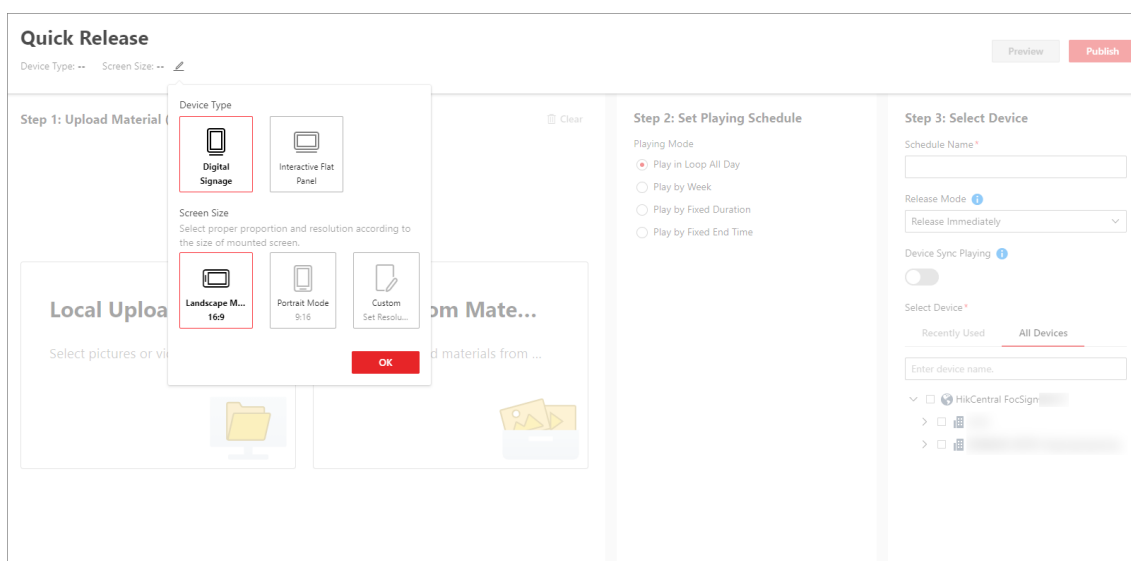 Quick Release
Device Type: -- Screen Size: --
Preview
Publish
Device Type
Digital
Signage
Interactive Flat
Panel
Screen Size
Select proper proportion and resolution according to
the size of mounted screen.
Landscape M...
16:9
Portrait Mode
9:16
Custom
Set Resolu...
OK
Step 1: Upload Material (
Clear
Local Uploa
Select pictures or vi
om Mate...
d materials from ...
Step 2: Set Playing Schedule
Playing Mode
Play in Loop All Day
Play by Week
Play by Fixed Duration
Play by Fixed End Time
Step 3: Select Device
Schedule Name*
Release Mode
Release Immediately
Device Sync Playing
Select Device*
Recently Used All Devices
Enter device name.
HikCentral FocSign